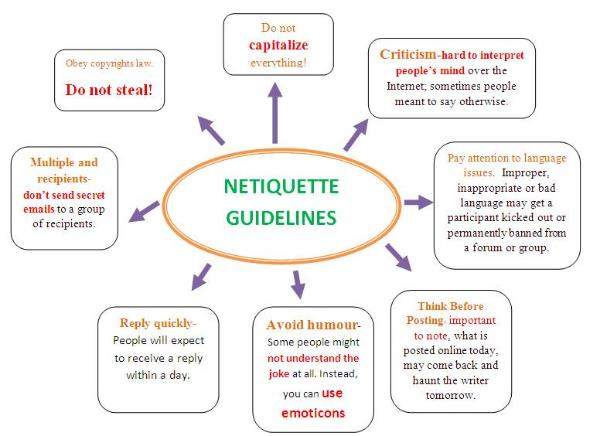 Do not
capitalize
everything!
Obey copyrights law.
Do not steal!
Criticism-hard to interpret
people's mind over the
Internet; sometimes people
meant to say otherwise.
Multiple and
recipients-
don't send secret
emails to a group
of recipients.
NETIQUETTE
GUIDELINES
Pay attention to language
issues. Improper,
inappropriate or bad
language may get a
participant kicked out or
permanently banned from
a forum or group.
Reply quickly-
People will expect
to receive a reply
within a day.
Avoid humour-
Some people might
not understand the
joke at all. Instead,
you can use
emoticons
Think Before
Posting- important
to note, what is
posted online today,
may come back and
haunt the writer
tomorrow.